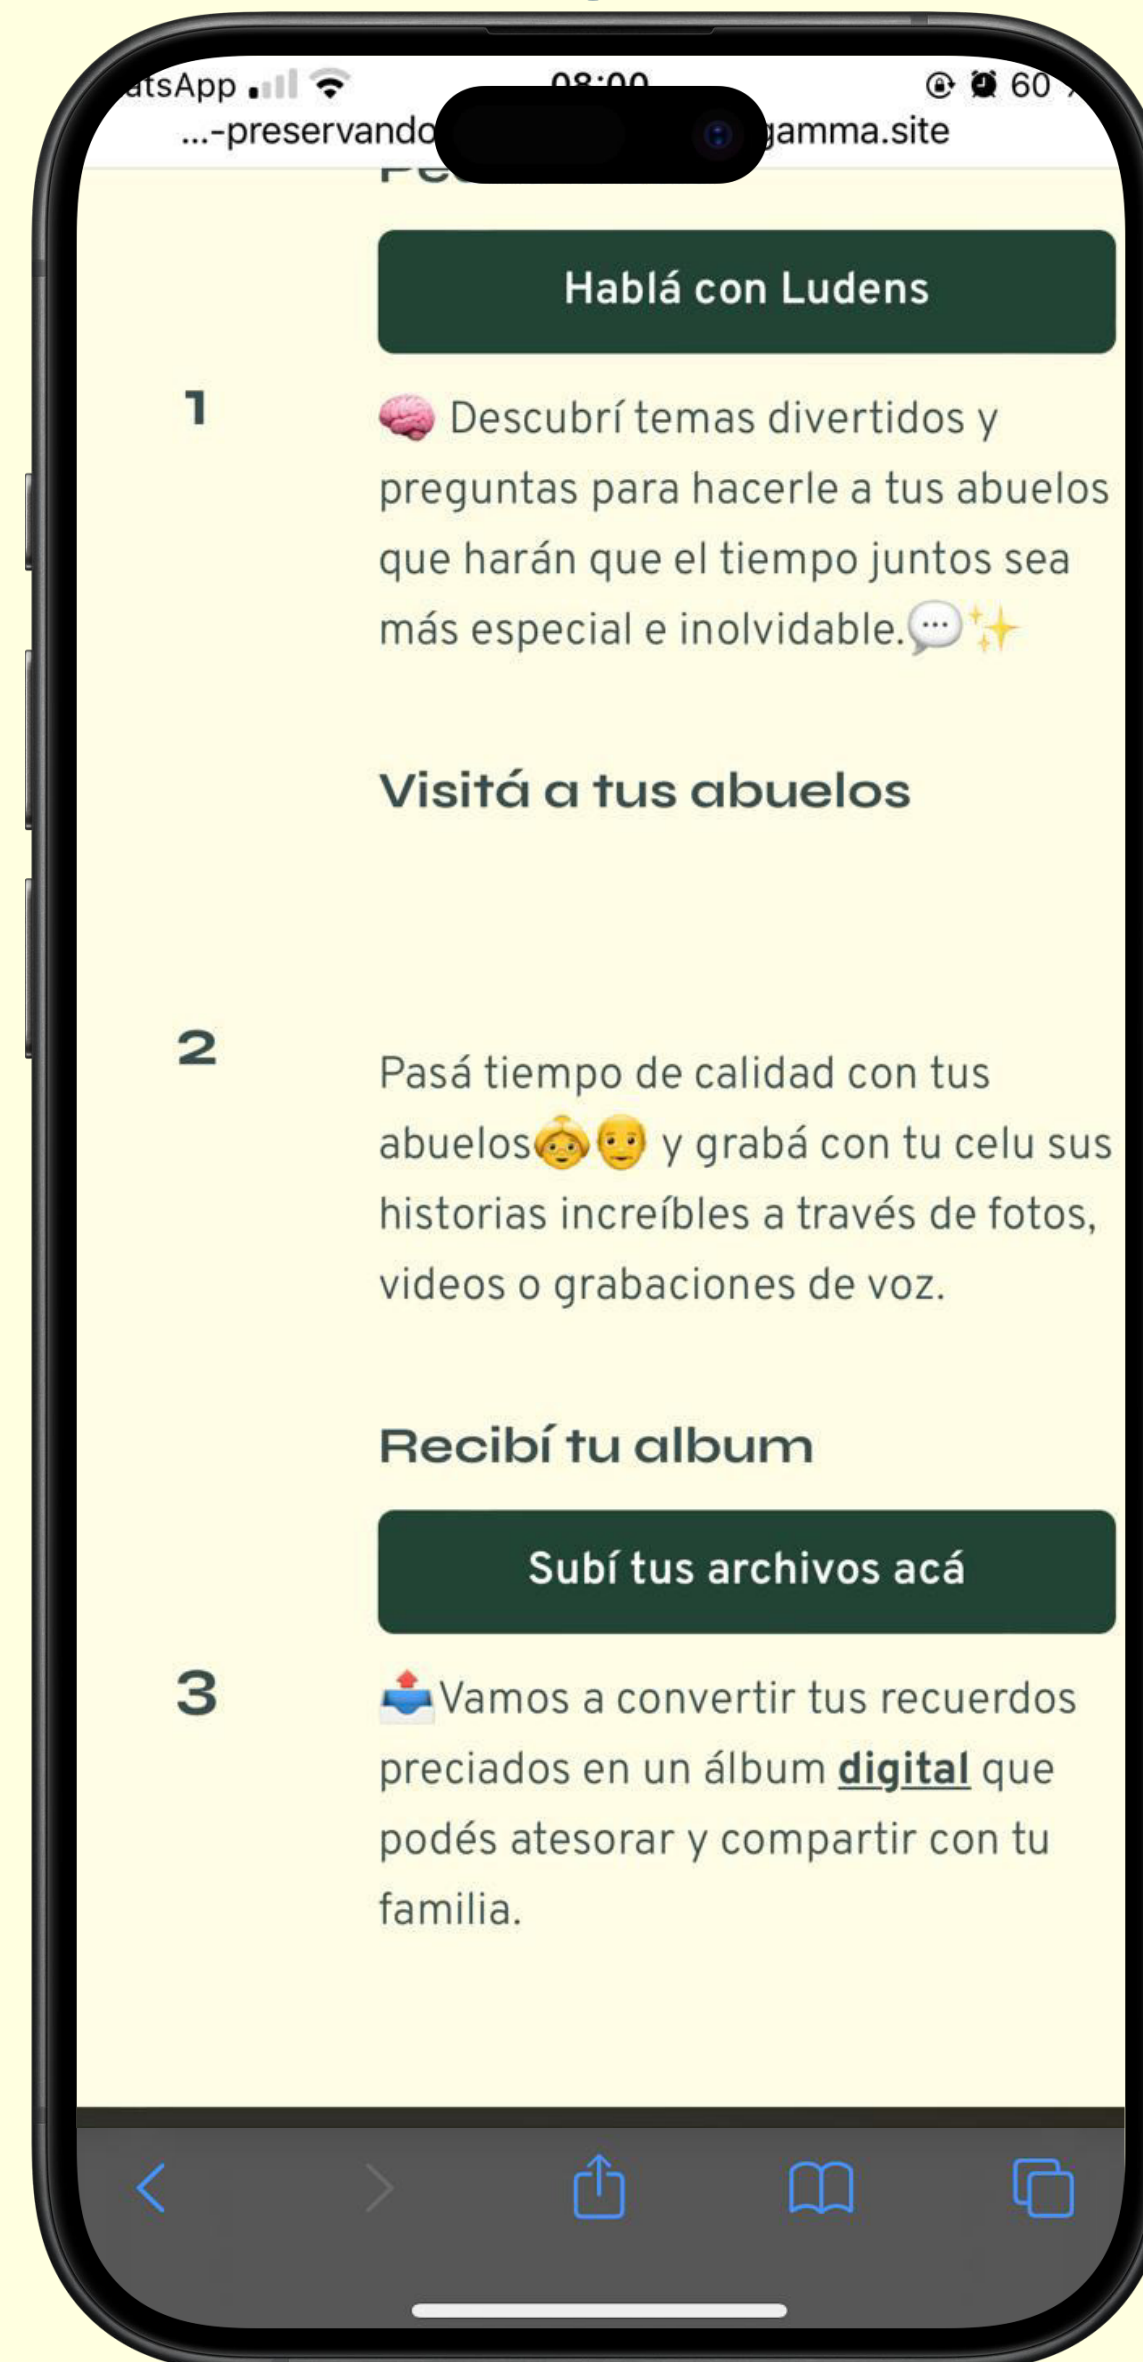 08:00
60
...-preservando
gamma.site
Hablá con Ludens
1
Descubrí temas divertidos y
preguntas para hacerle a tus abuelos
que harán que el tiempo juntos sea
más especial e inolvidable.
Visitá a tus abuelos
2
Pasá tiempo de calidad con tus
abuelos y grabá con tu celu sus
historias increíbles a través de fotos,
videos o grabaciones de voz.
Recibí tu album
Subí tus archivos acá
3
Vamos a convertir tus recuerdos
preciados en un álbum digital que
podés atesorar y compartir con tu
familia.